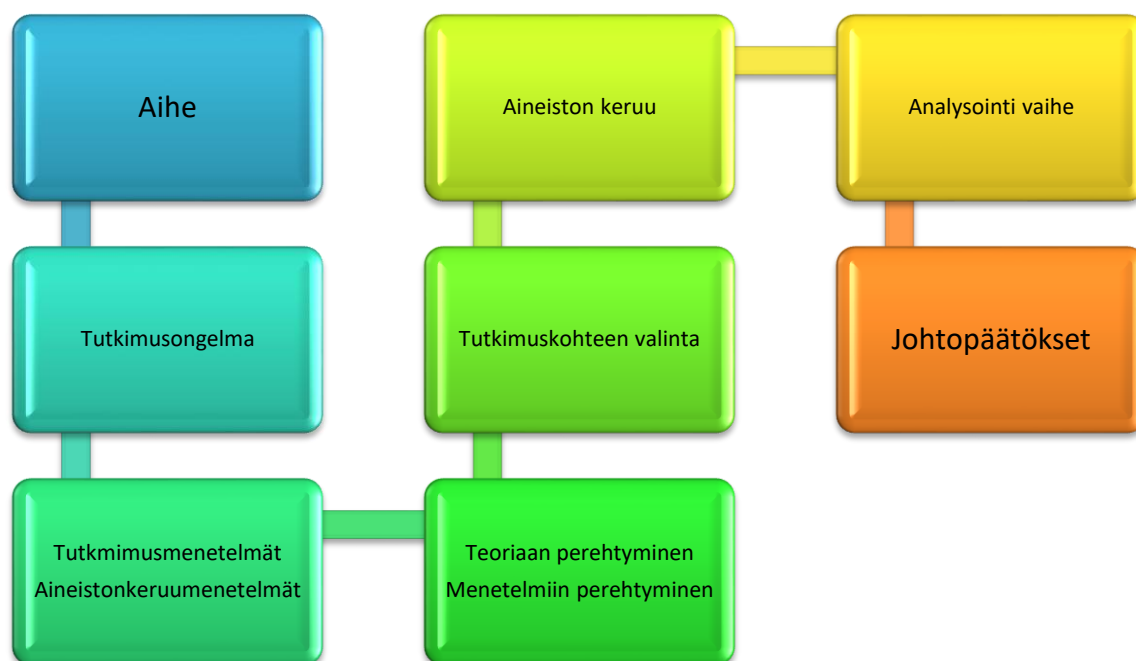 Aihe
Tutkimusongelma
Tutkmimusmenetelmät
Aineistonkeruumenetelmät
Teoriaan perehtyminen
Menetelmiin perehtyminen
Tutkimuskohteen valinta
Aineiston keruu
Analysointi vaihe
Johtopäätökset